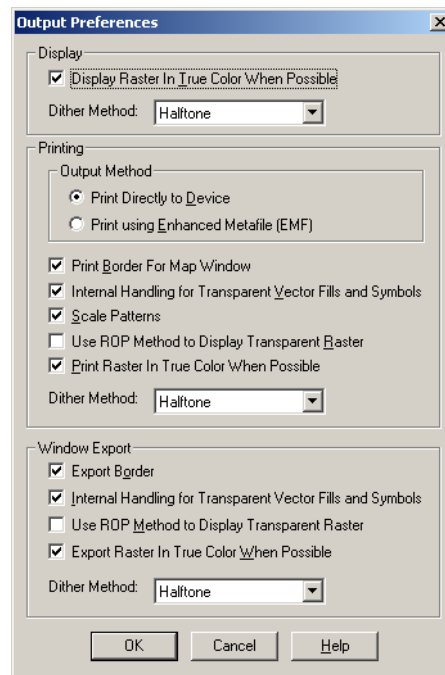 Output Preferences
Display
Display Raster In True Color When Possible
Dither Method: Halftone
Printing
Output Method
Print Directly to Device
Print using Enhanced Metafile (EMF)
Print Border For Map Window
Internal Handling for Transparent Vector Fills and Symbols
Scale Patterns
Use ROP Method to Display Transparent Raster
Print Raster In True Color When Possible
Dither Method: Halftone
Window Export
Export Border
Internal Handling for Transparent Vector Fills and Symbols
Use ROP Method to Display Transparent Raster
Export Raster In True Color When Possible
Dither Method: Halftone
OK Cancel Help